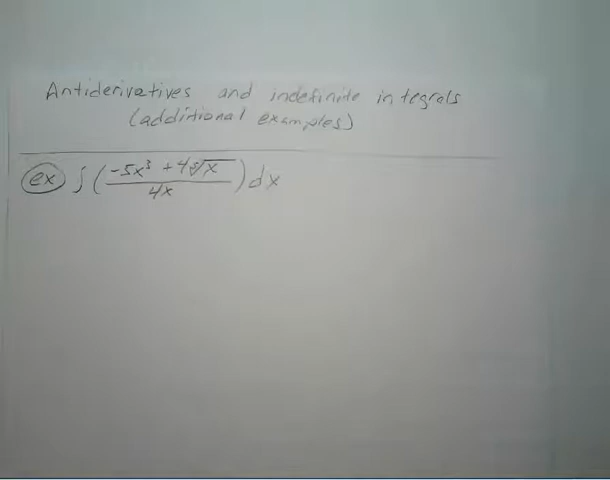 Antiderivatives and indefinite integrals
(additional examples)
ex ∫ (-5x³ + 4∛x / 4x) dx